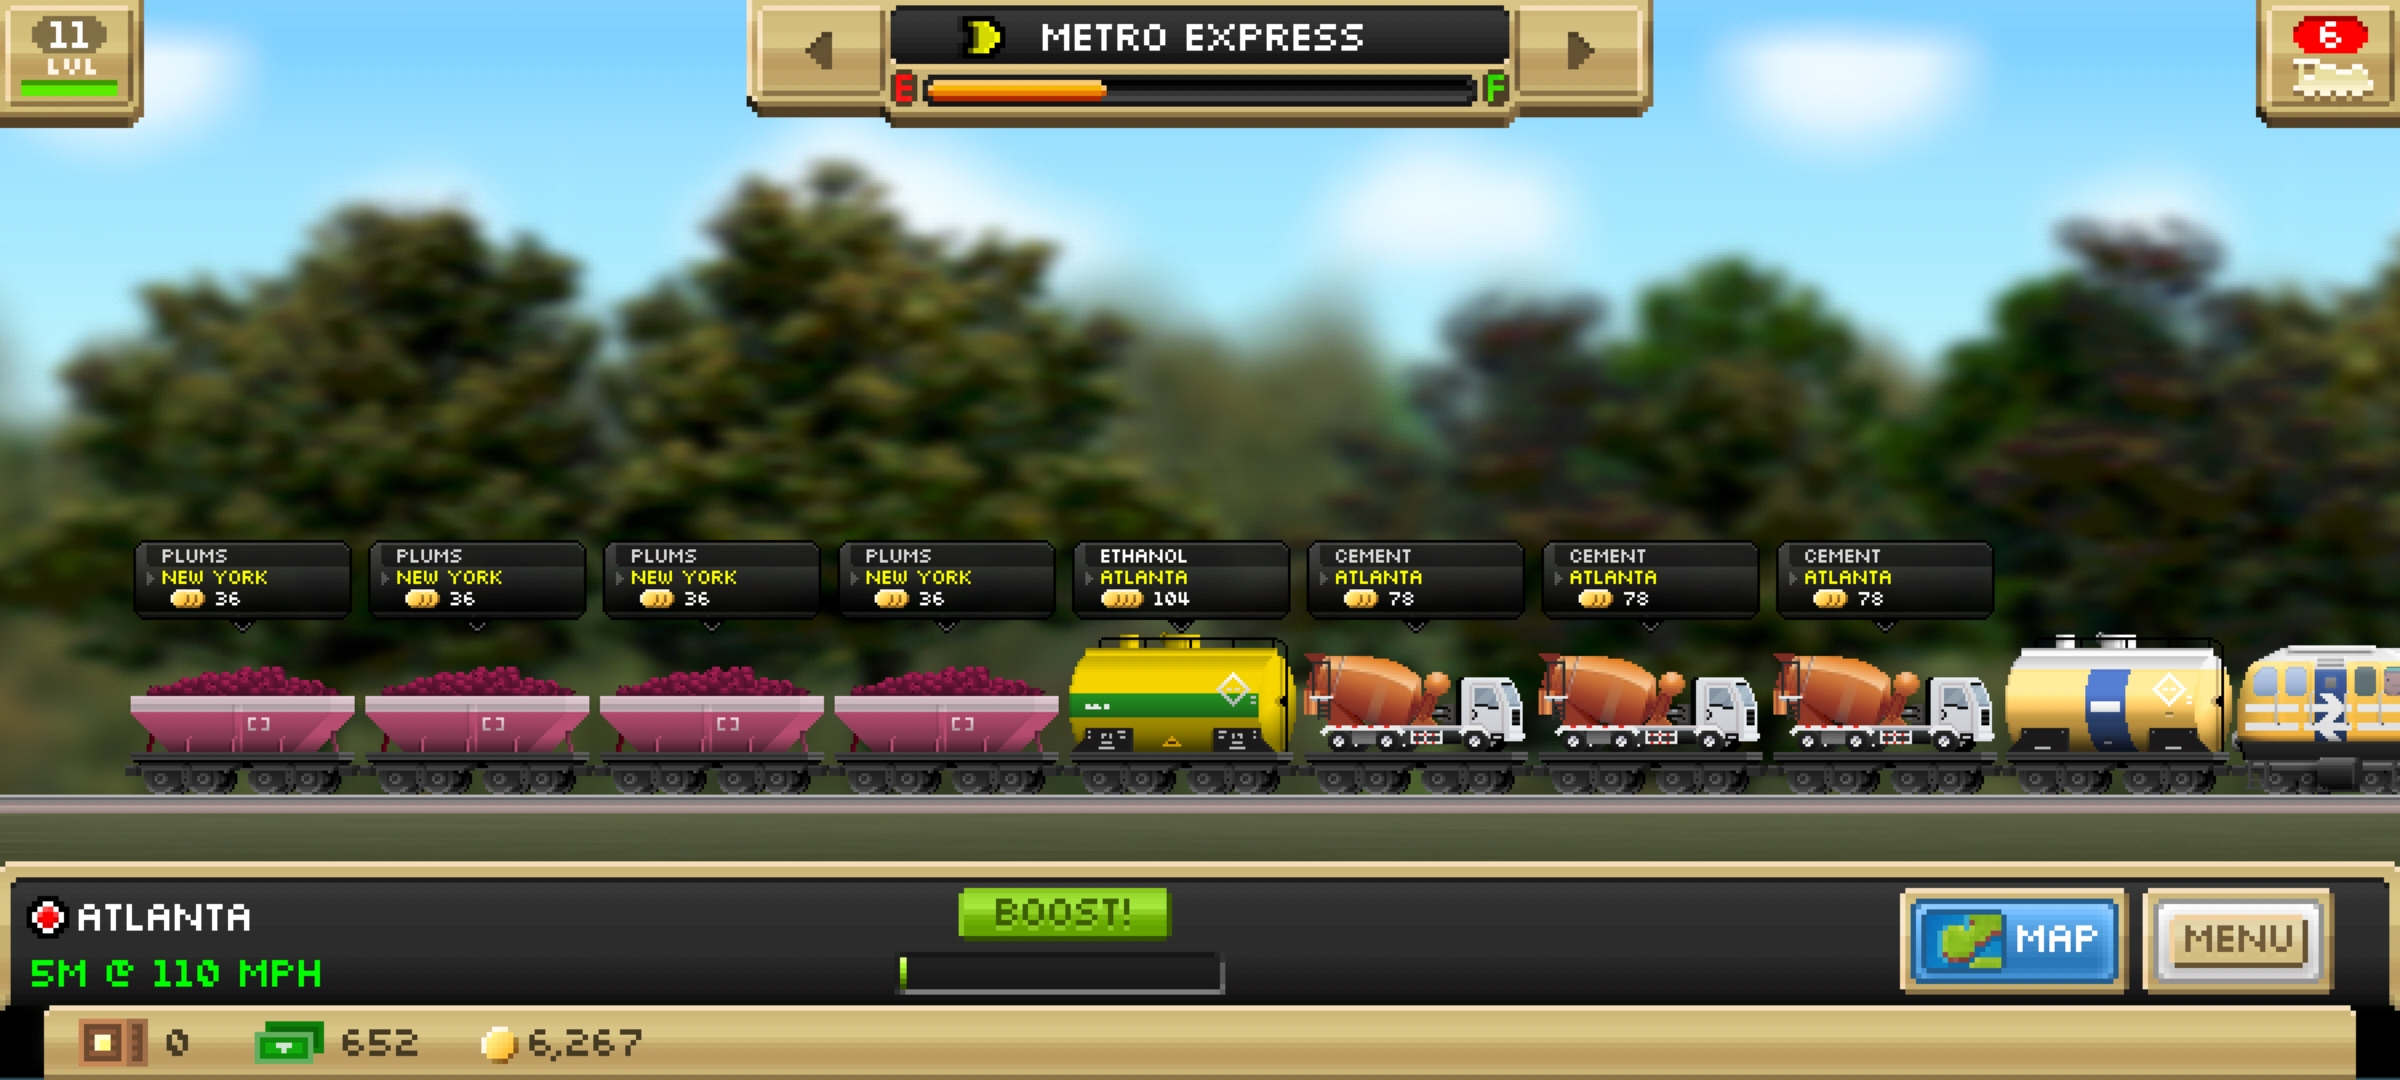 11
LVL
METRO EXPRESS
E F
6
PLUMS
NEW YORK
36
PLUMS
NEW YORK
36
PLUMS
NEW YORK
36
PLUMS
NEW YORK
36
ETHANOL
ATLANTA
104
CEMENT
ATLANTA
78
CEMENT
ATLANTA
78
CEMENT
ATLANTA
78
ATLANTA
5M @ 110 MPH
BOOST!
MAP
MENU
0
652
6,267